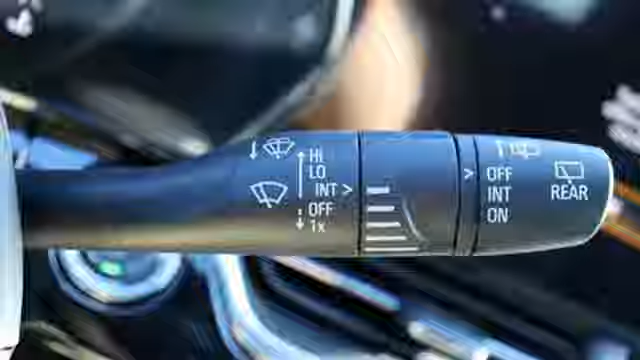 HI
LO
INT >
OFF
1x
>
OFF
INT
ON
REAR